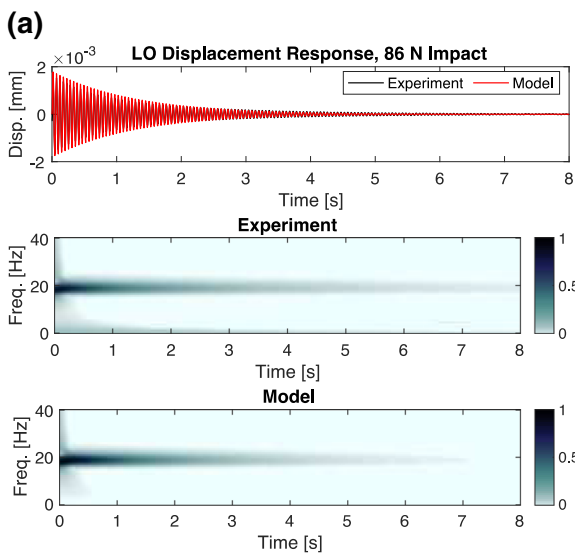 (a)
LO Displacement Response, 86 N Impact
×10⁻³
Disp. [mm]
2
0
-2
Experiment
Model
0 1 2 3 4 5 6 7 8
Time [s]
Experiment
Freq. [Hz]
40
20
0
0 1 2 3 4 5 6 7 8
Time [s]
1
0.5
0
Model
Freq. [Hz]
40
20
0
0 1 2 3 4 5 6 7 8
Time [s]
1
0.5
0